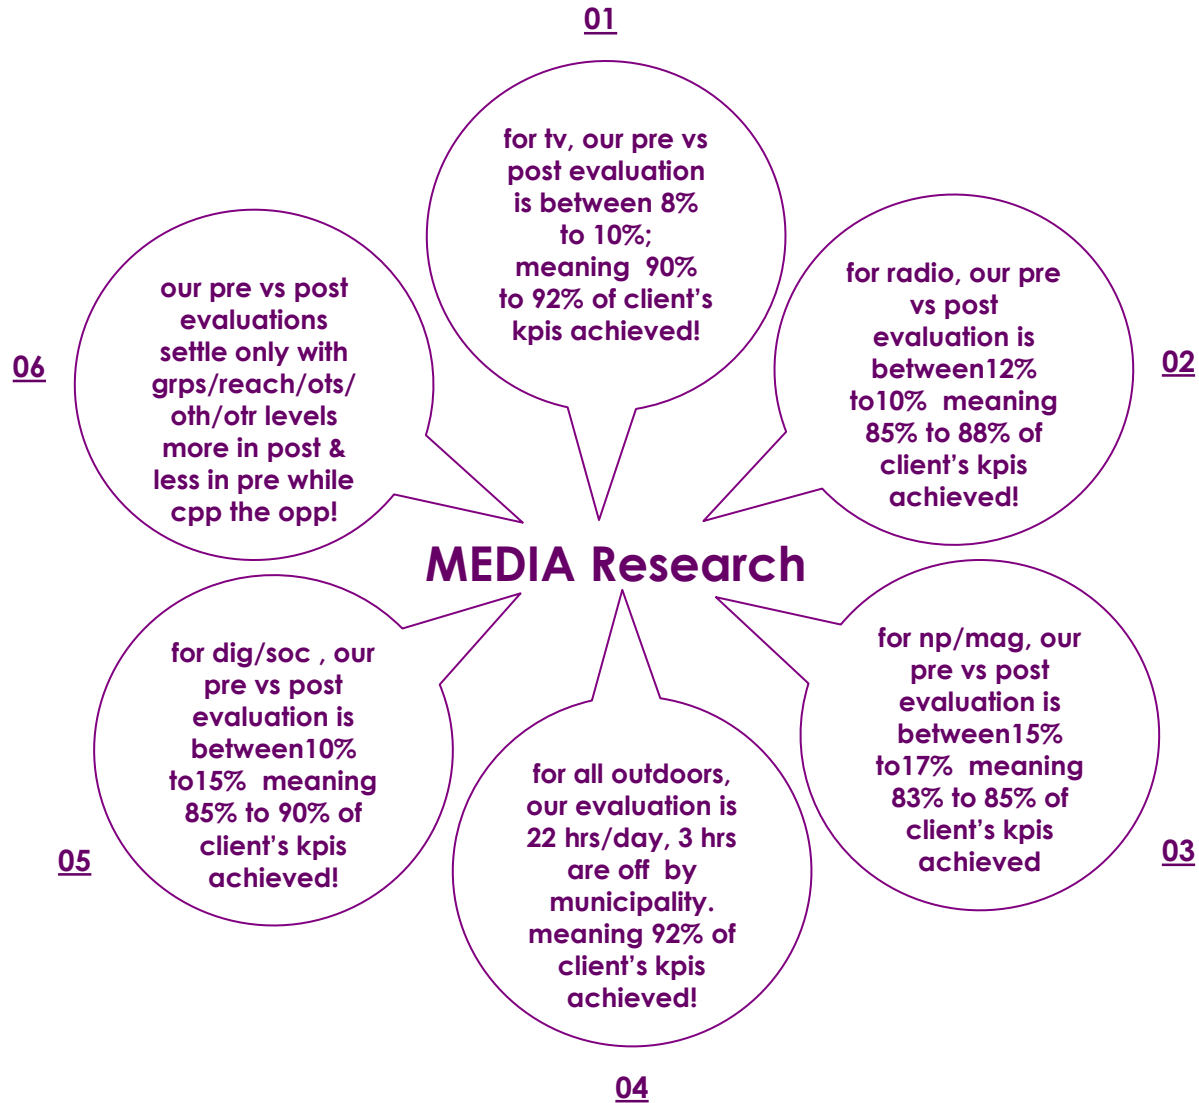 01
for tv, our pre vs
post evaluation
is between 8%
to 10%;
meaning 90%
to 92% of client's
kpis achieved!
02
for radio, our pre
vs post
evaluation is
between12%
to10% meaning
85% to 88% of
client's kpis
achieved!
03
for np/mag, our
pre vs post
evaluation is
between15%
to17% meaning
83% to 85% of
client's kpis
achieved
04
for all outdoors,
our evaluation is
22 hrs/day, 3 hrs
are off by
municipality.
meaning 92% of
client's kpis
achieved!
05
for dig/soc , our
pre vs post
evaluation is
between10%
to15% meaning
85% to 90% of
client's kpis
achieved!
06
our pre vs post
evaluations
settle only with
grps/reach/ots/
oth/otr levels
more in post &
less in pre while
cpp the opp!
MEDIA Research